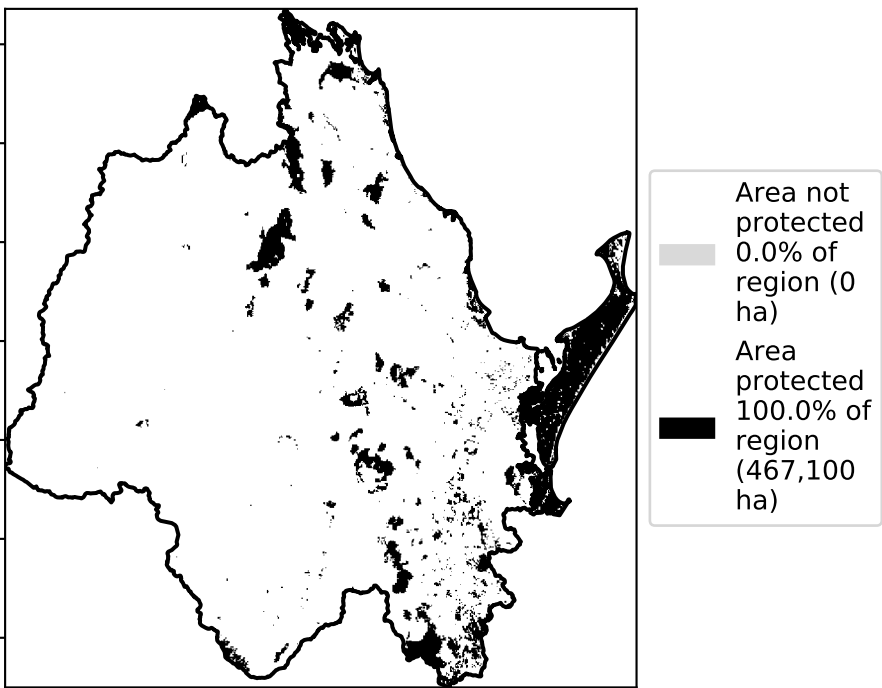 Area not
protected
0.0% of
region (0
ha)
Area
protected
100.0% of
region
(467,100
ha)